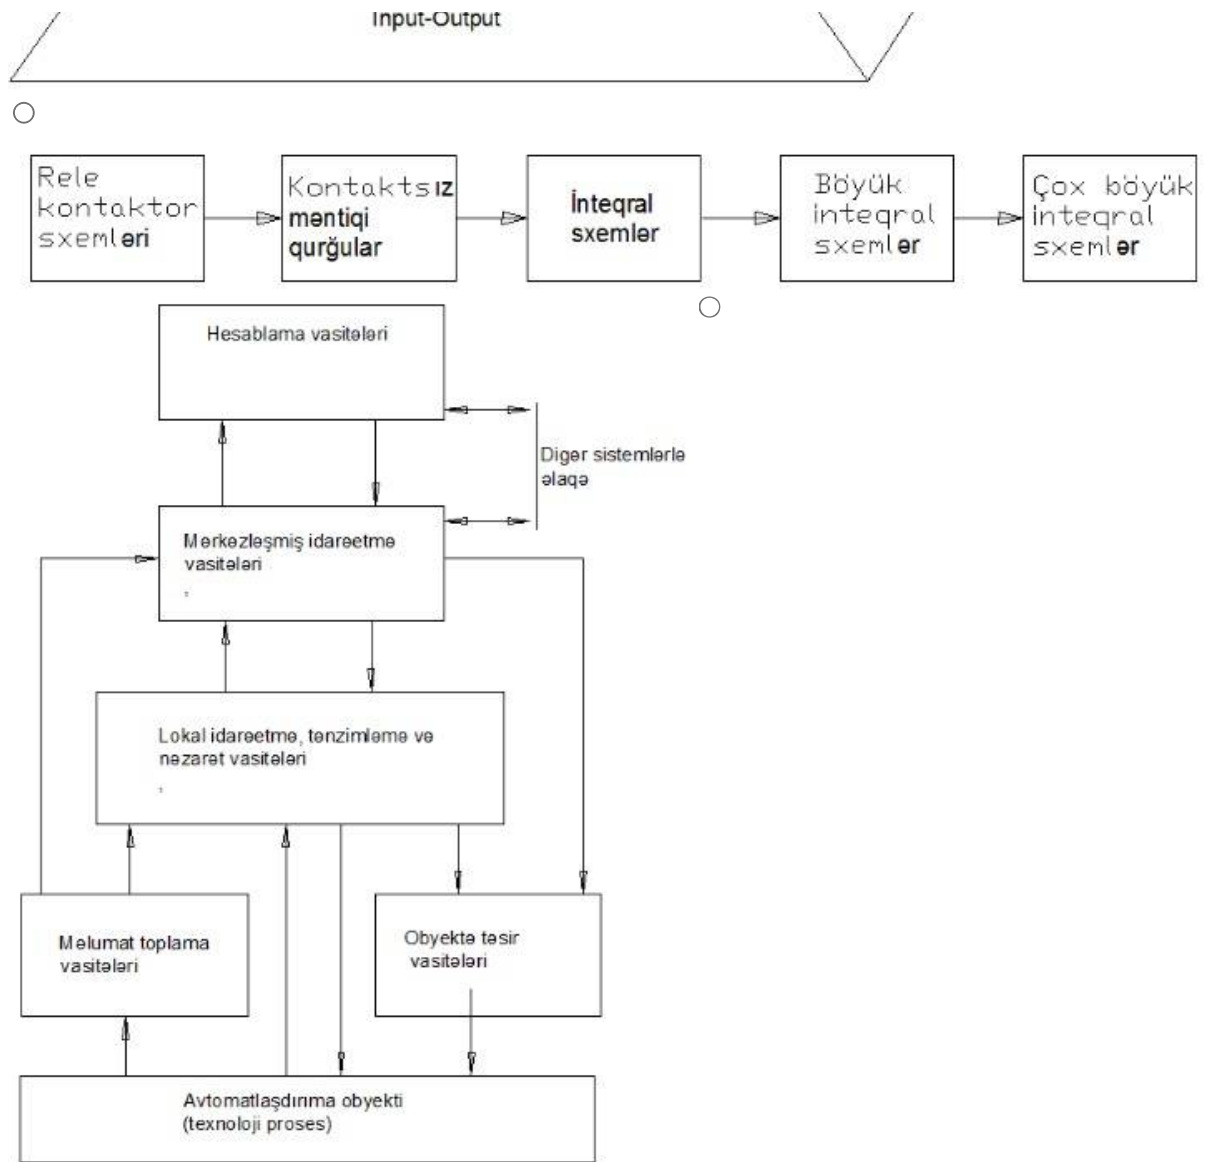 Input-Output
Rele
kontaktor
sxemləri
Kontaktsız
məntiqi
qurğular
İnteqral
sxemlər
Böyük
inteqral
sxemlər
Çox böyük
inteqral
sxemlər
Hesablama vasitələri
Digər sistemlərlə
əlaqə
Mərkəzləşmiş idarəetmə
vasitələri
,
Lokal idarəetmə, tənzimləmə və
nəzarət vasitələri
,
Məlumat toplama
vasitələri
Obyektə təsir
vasitələri
Avtomatlaşdırıma obyekti
(texnoloji proses)